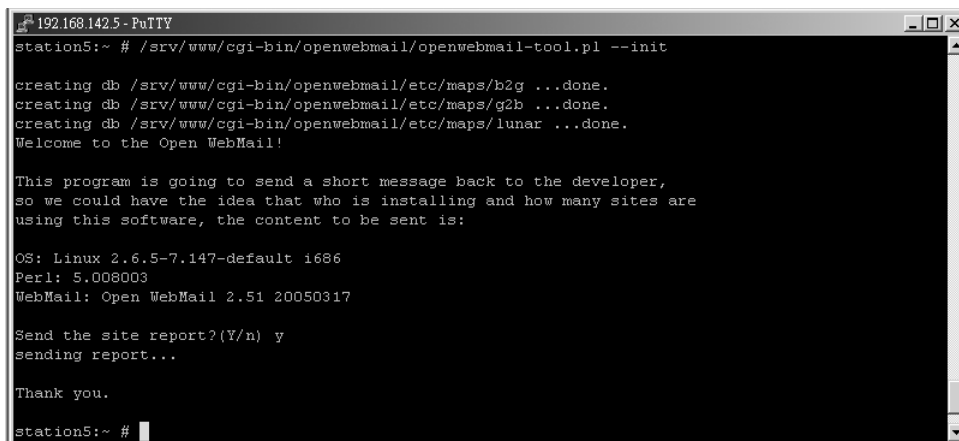 192.168.142.5 - PuTTY
station5:~ # /srv/www/cgi-bin/openwebmail/openwebmail-tool.pl --init
creating db /srv/www/cgi-bin/openwebmail/etc/maps/b2g ...done.
creating db /srv/www/cgi-bin/openwebmail/etc/maps/g2b ...done.
creating db /srv/www/cgi-bin/openwebmail/etc/maps/lunar ...done.
Welcome to the Open WebMail!
This program is going to send a short message back to the developer,
so we could have the idea that who is installing and how many sites are
using this software, the content to be sent is:
OS: Linux 2.6.5-7.147-default i686
Perl: 5.008003
WebMail: Open WebMail 2.51 20050317
Send the site report?(Y/n) y
sending report...
Thank you.
station5:~ #